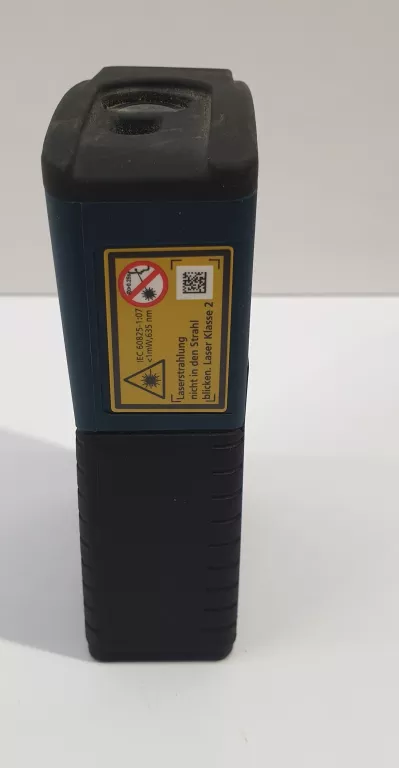 IEC 60825-1:07
<1mW,635 nm
Laserstrahlung
nicht in den Strahl
blicken. Laser Klasse 2